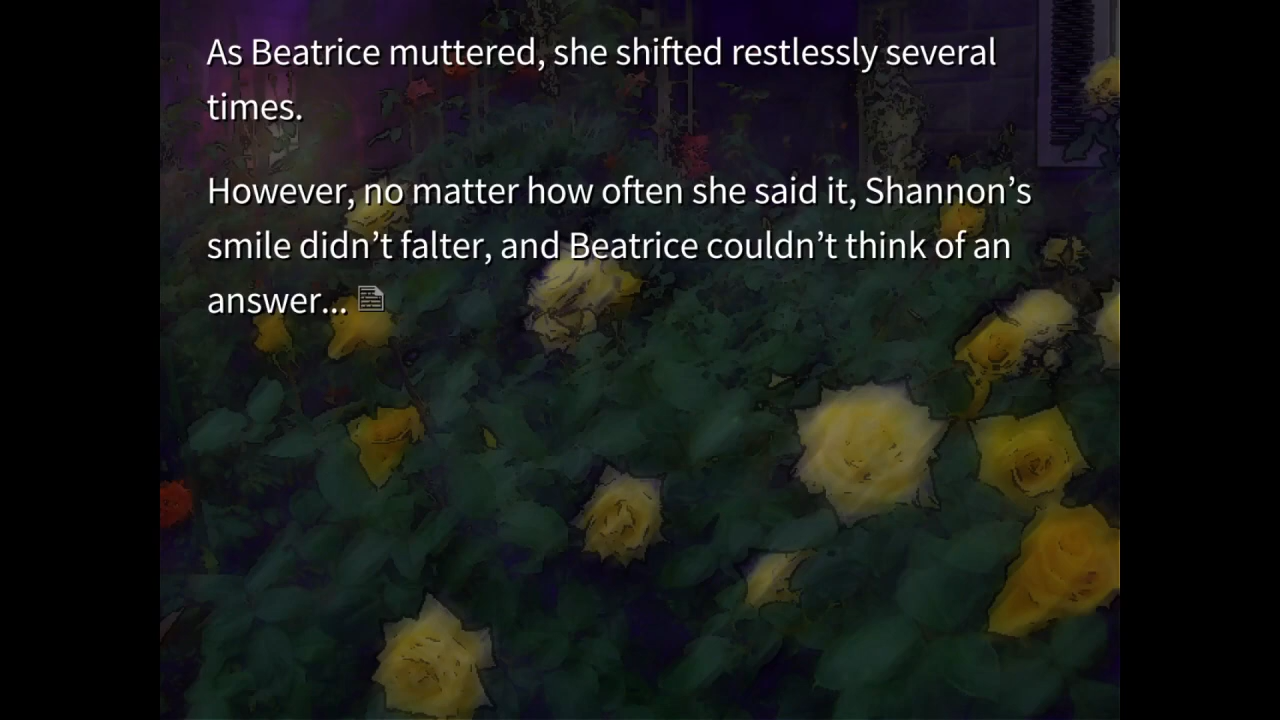 As Beatrice muttered, she shifted restlessly several
times.
However, no matter how often she said it, Shannon’s
smile didn’t falter, and Beatrice couldn’t think of an
answer...